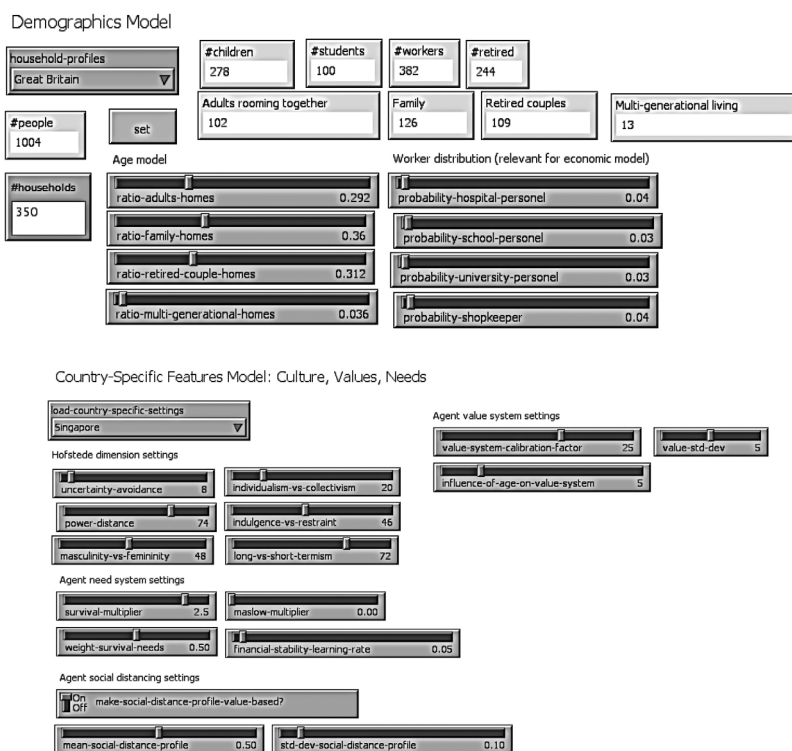 Demographics Model
household-profiles
Great Britain
#children
278
#students
100
#workers
382
#retired
244
#people
1004
set
Adults rooming together
102
Family
126
Retired couples
109
Multi-generational living
13
#households
350
Age model
ratio-adults-homes 0.292
ratio-family-homes 0.36
ratio-retired-couple-homes 0.312
ratio-multi-generational-homes 0.036
Worker distribution (relevant for economic model)
probability-hospital-personel 0.04
probability-school-personel 0.03
probability-university-personel 0.03
probability-shopkeeper 0.04
Country-Specific Features Model: Culture, Values, Needs
load-country-specific-settings
Singapore
Hofstede dimension settings
uncertainty-avoidance 8
individualism-vs-collectivism 20
power-distance 74
indulgence-vs-restraint 46
masculinity-vs-femininity 48
long-vs-short-termism 72
Agent value system settings
value-system-calibration-factor 25
value-std-dev 5
influence-of-age-on-value-system 5
Agent need system settings
survival-multiplier 2.5
maslow-multiplier 0.00
weight-survival-needs 0.50
financial-stability-learning-rate 0.05
Agent social distancing settings
On
Off
make-social-distance-profile-value-based?
mean-social-distance-profile 0.50
std-dev-social-distance-profile 0.10